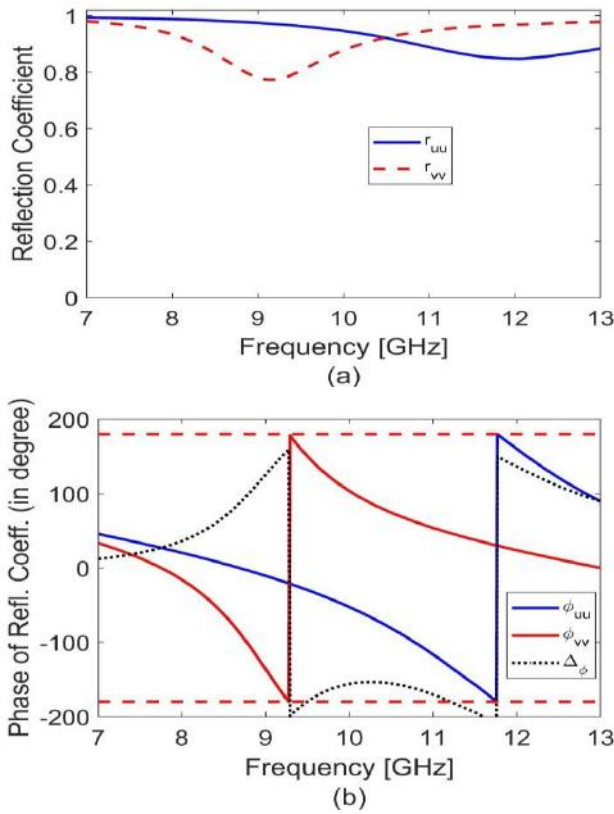 Reflection Coefficient
1
0.8
0.6
0.4
0.2
0
r_uu
r_vv
7 8 9 10 11 12 13
Frequency [GHz]
(a)
Phase of Refl. Coeff. (in degree)
200
100
0
-100
-200
ϕ_uu
ϕ_vv
Δ_ϕ
7 8 9 10 11 12 13
Frequency [GHz]
(b)